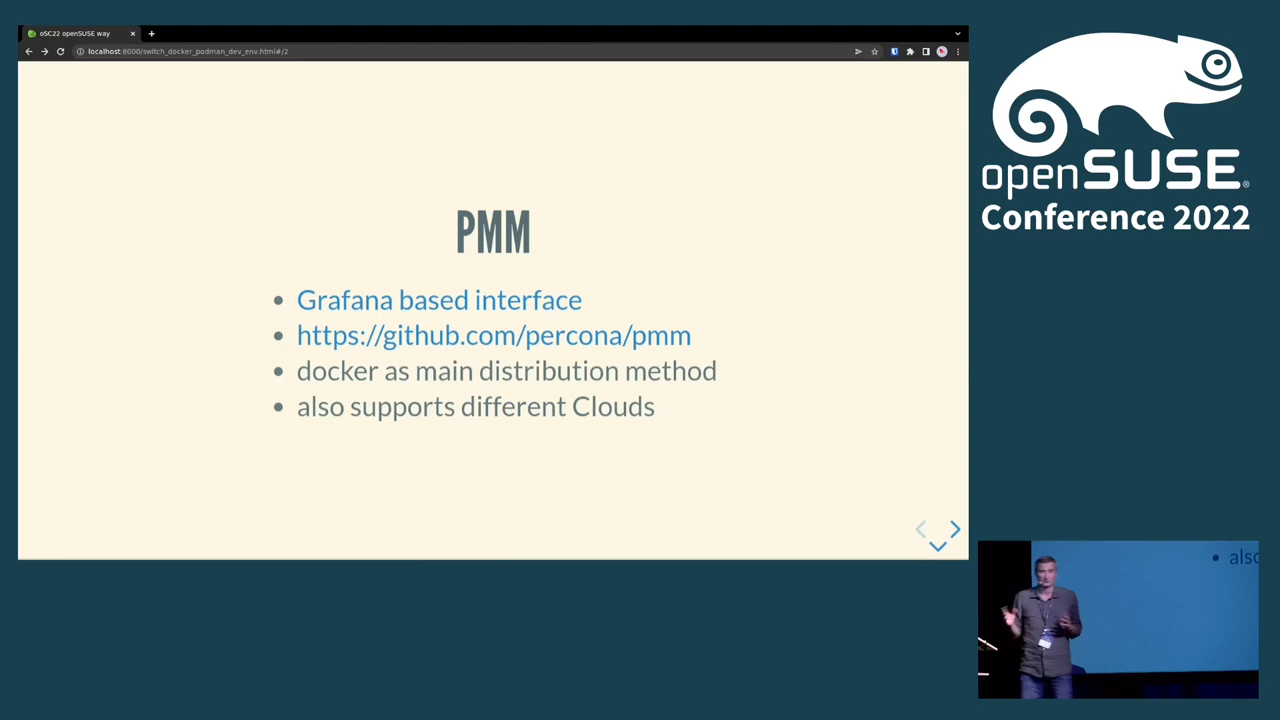 oSC22 openSUSE way
localhost:8000/switch_docker_podman_dev_env.html#/2
PMM
Grafana based interface
https://github.com/percona/pmm
docker as main distribution method
also supports different Clouds
openSUSE®
Conference 2022
• also